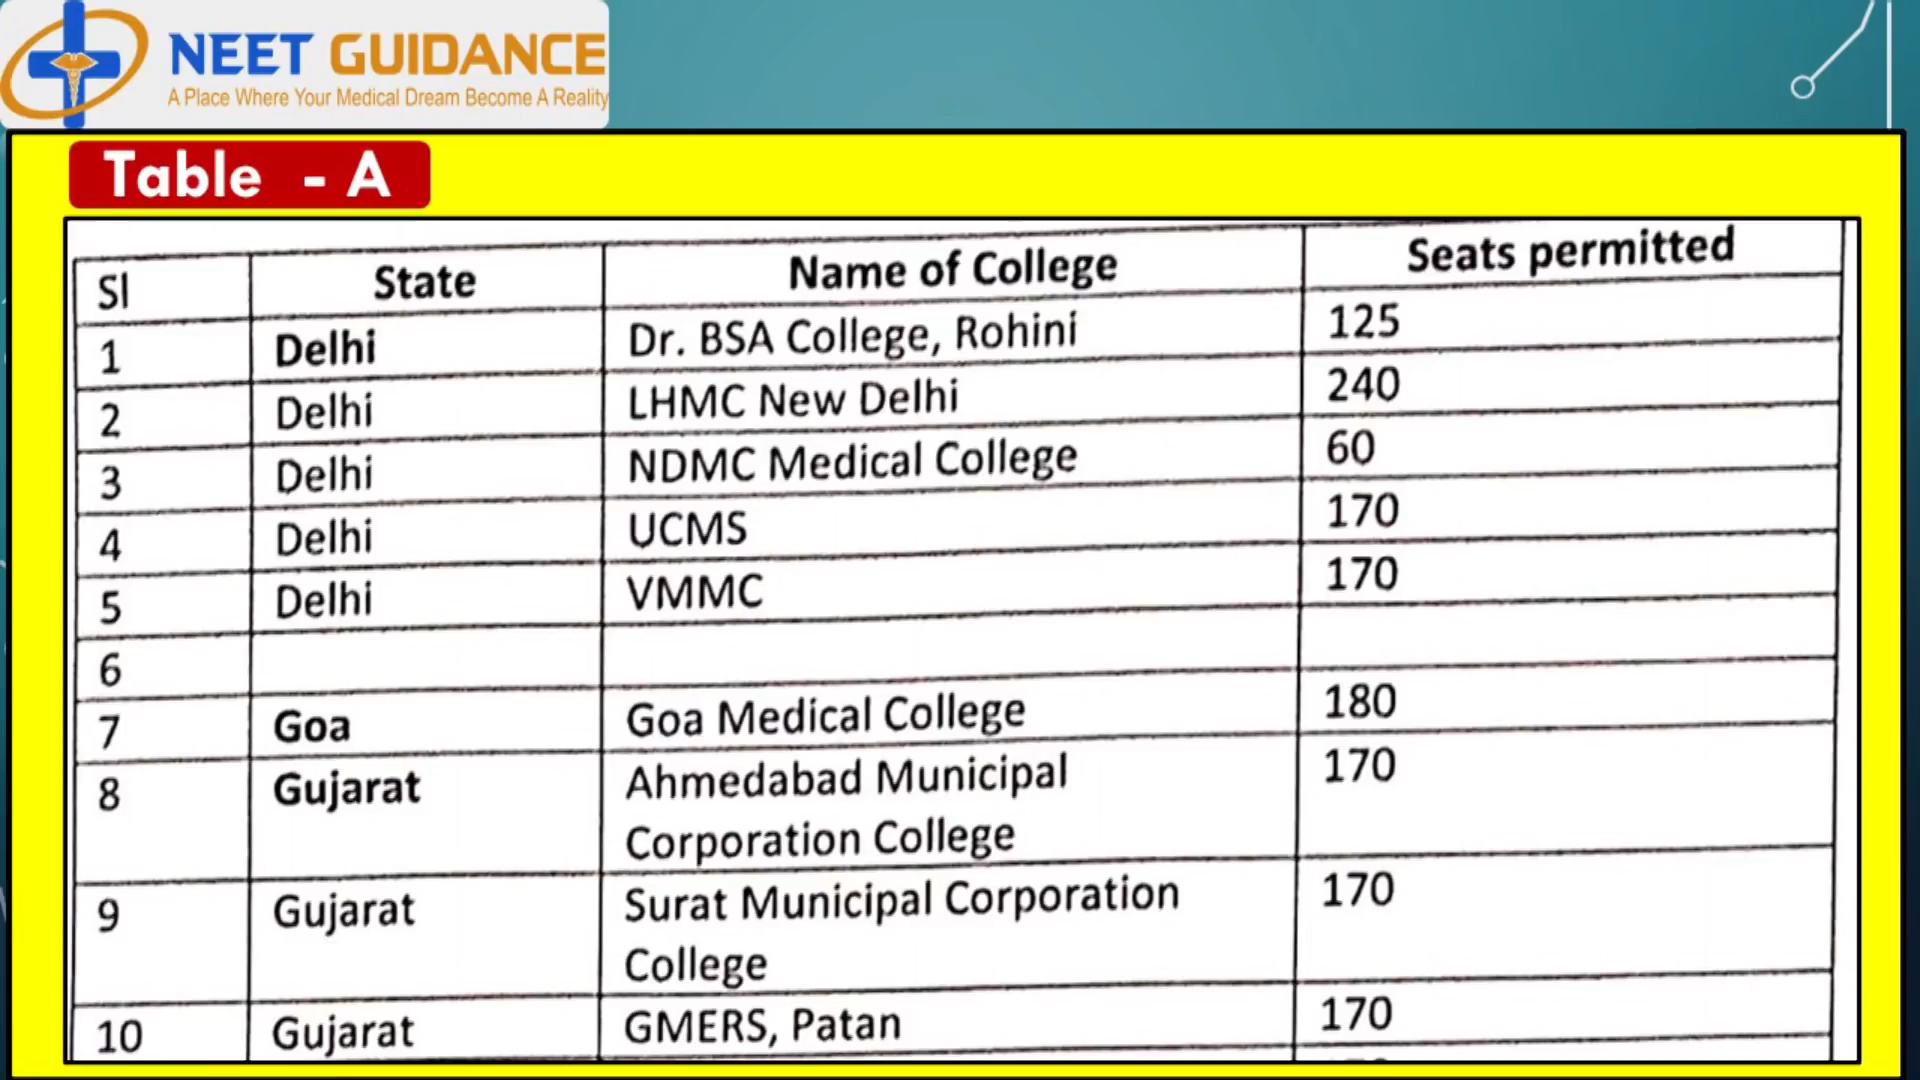 NEET GUIDANCE
A Place Where Your Medical Dream Become A Reality
Table - A
Sl State Name of College Seats permitted
1 Delhi Dr. BSA College, Rohini 125
2 Delhi LHMC New Delhi 240
3 Delhi NDMC Medical College 60
4 Delhi UCMS 170
5 Delhi VMMC 170
6
7 Goa Goa Medical College 180
8 Gujarat Ahmedabad Municipal 170
Corporation College
9 Gujarat Surat Municipal Corporation 170
College
10 Gujarat GMERS, Patan 170